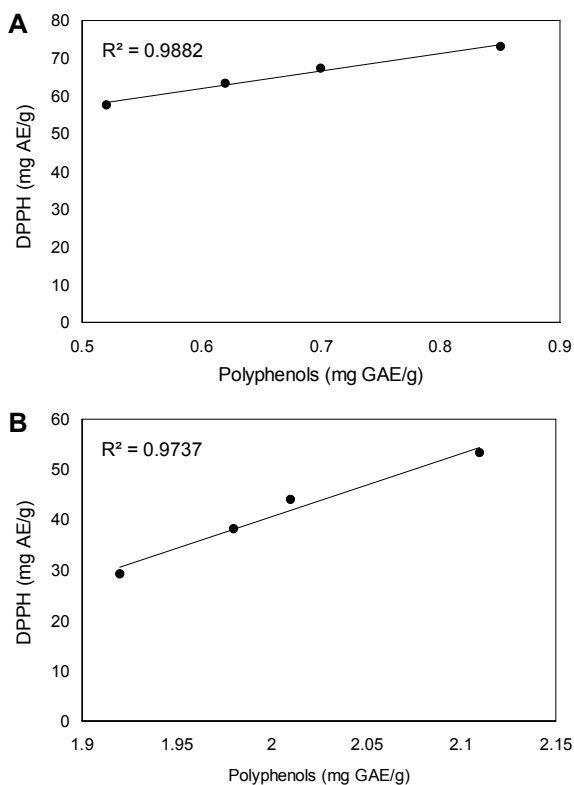 A
R² = 0.9882
80
70
60
50
40
30
20
10
0
DPPH (mg AE/g)
0.5 0.6 0.7 0.8 0.9
Polyphenols (mg GAE/g)
B
R² = 0.9737
60
50
40
30
20
10
0
DPPH (mg AE/g)
1.9 1.95 2 2.05 2.1 2.15
Polyphenols (mg GAE/g)